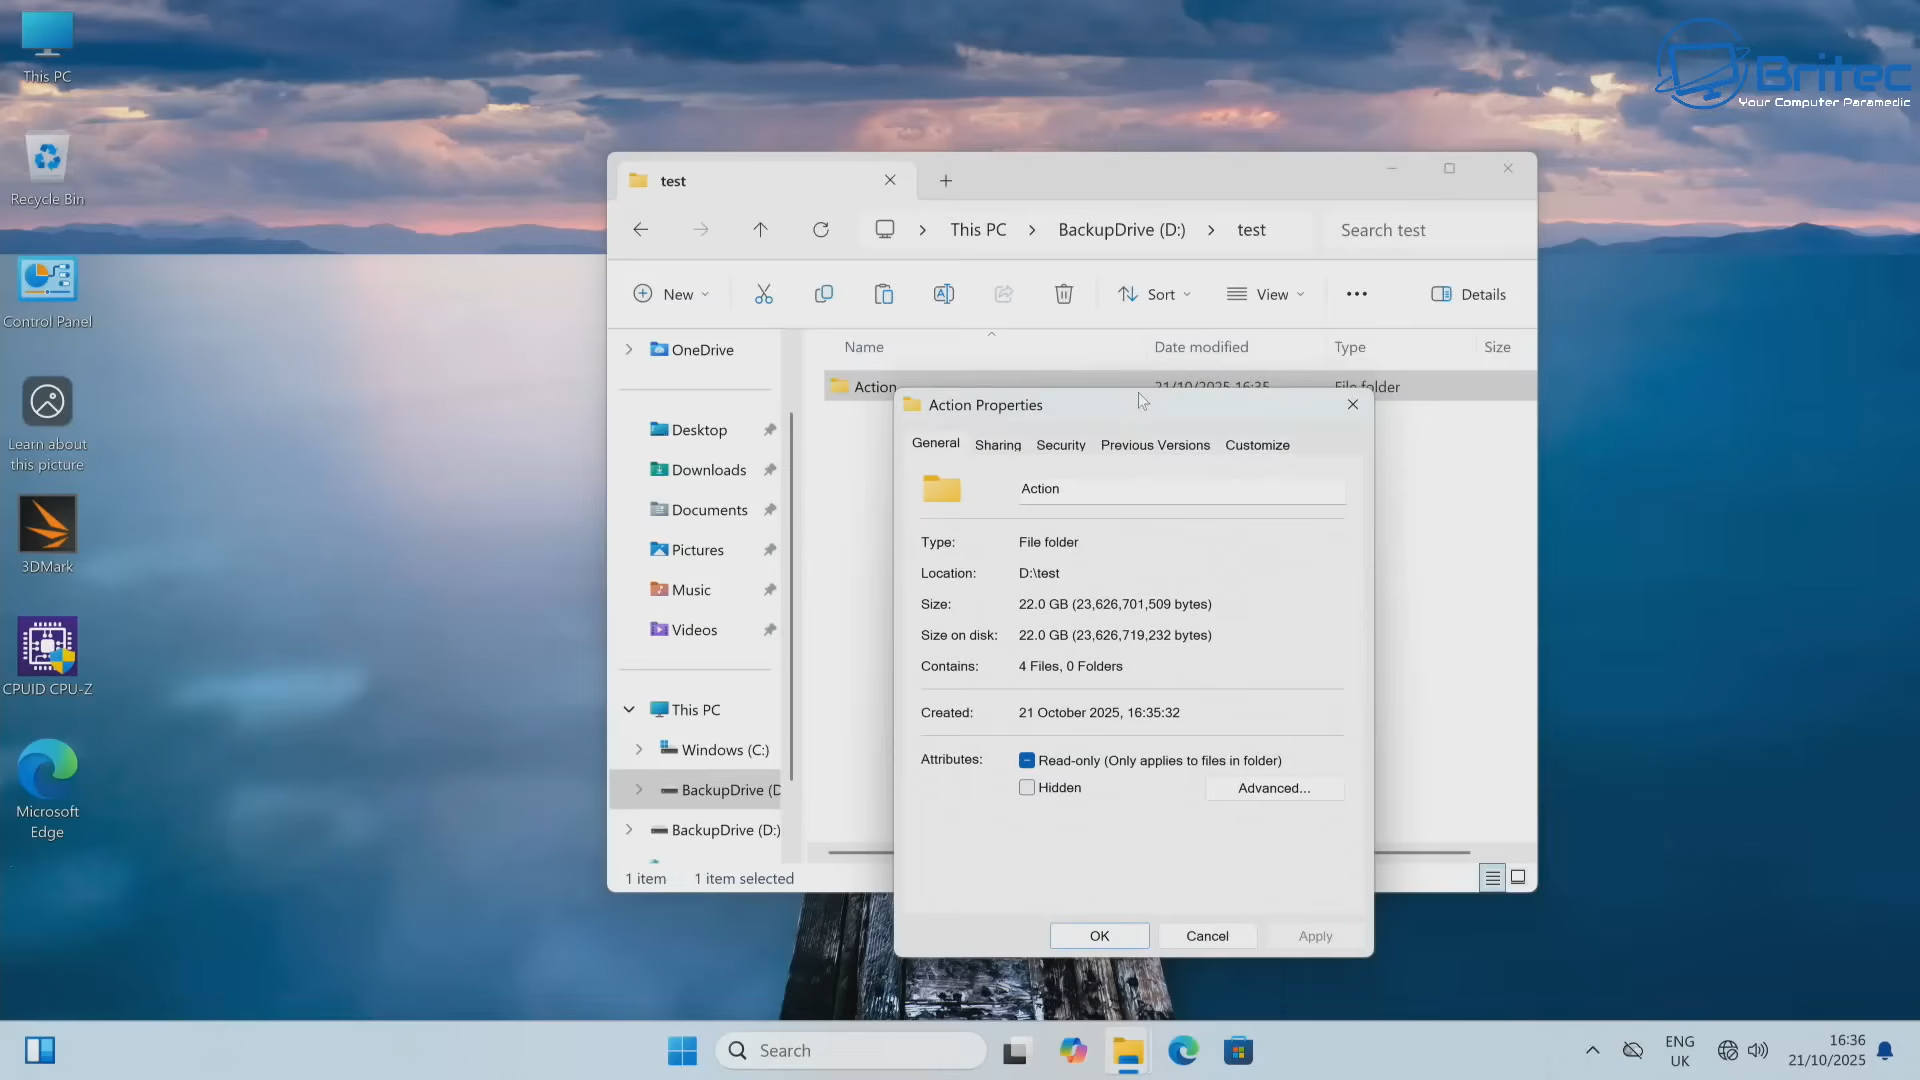 This PC
Recycle Bin
Control Panel
Learn about
this picture
3DMark
CPUID CPU-Z
Microsoft
Edge
Britec
Your Computer Paramedic
test
This PC
BackupDrive (D:)
test
Search test
New
Sort
View
Details
Name
Date modified
Type
Size
OneDrive
Action
21/10/2025 16:35
File folder
Desktop
Downloads
Documents
Pictures
Music
Videos
This PC
Windows (C:)
BackupDrive (D
BackupDrive (D:)
1 item
1 item selected
Action Properties
General
Sharing
Security
Previous Versions
Customize
Action
Type:
File folder
Location:
D:\test
Size:
22.0 GB (23,626,701,509 bytes)
Size on disk:
22.0 GB (23,626,719,232 bytes)
Contains:
4 Files, 0 Folders
Created:
21 October 2025, 16:35:32
Attributes:
Read-only (Only applies to files in folder)
Hidden
Advanced...
OK
Cancel
Apply
Search
ENG
UK
16:36
21/10/2025